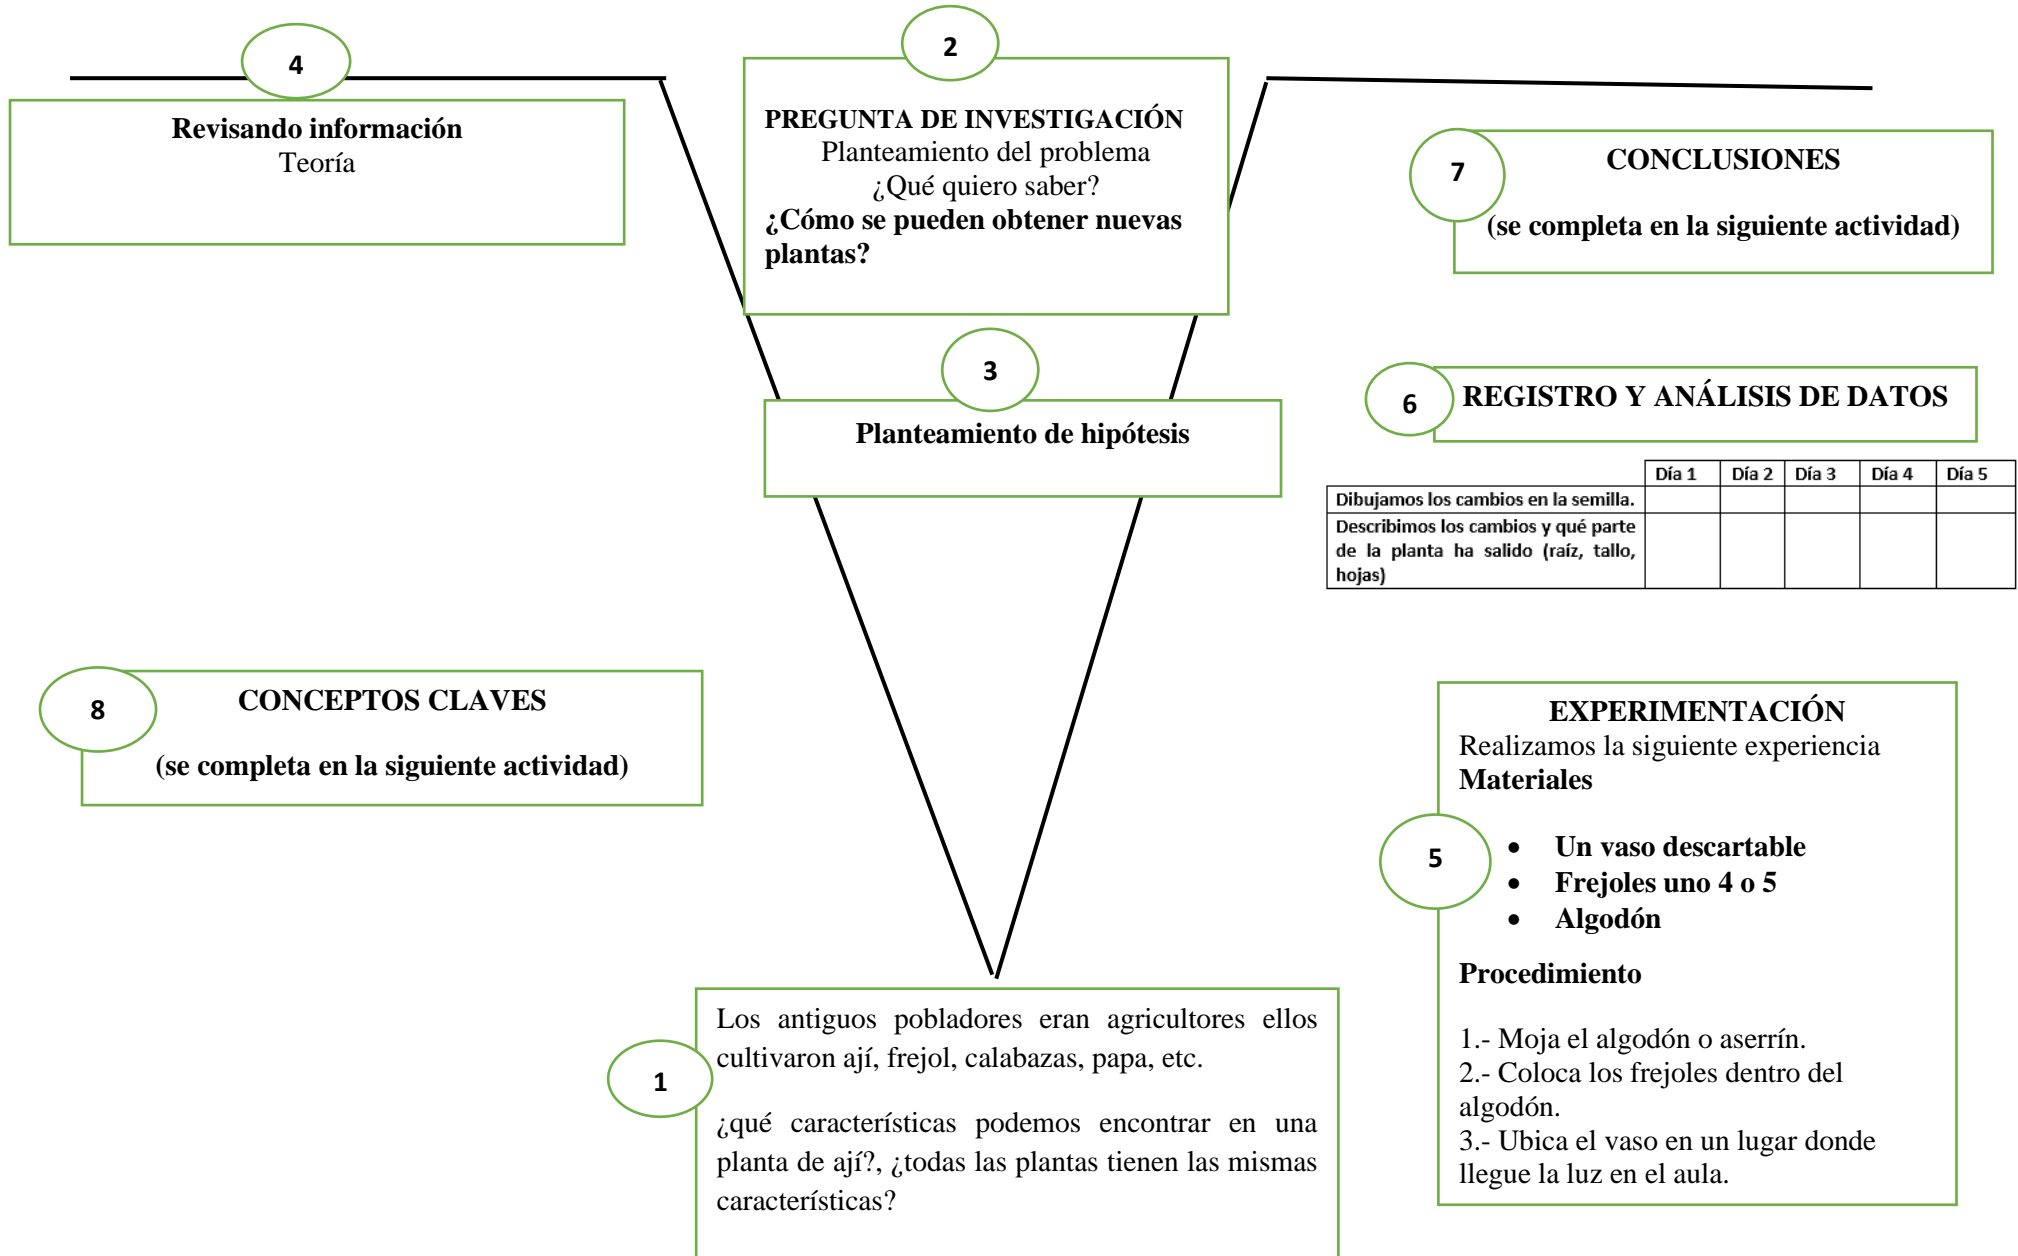 4
Revisando información
Teoría
2
PREGUNTA DE INVESTIGACIÓN
Planteamiento del problema
¿Qué quiero saber?
¿Cómo se pueden obtener nuevas
plantas?
7
CONCLUSIONES
(se completa en la siguiente actividad)
3
Planteamiento de hipótesis
6
REGISTRO Y ANÁLISIS DE DATOS
Día 1 Día 2 Día 3 Día 4 Día 5
Dibujamos los cambios en la semilla.
Describimos los cambios y qué parte
de la planta ha salido (raíz, tallo,
hojas)
8
CONCEPTOS CLAVES
(se completa en la siguiente actividad)
5
EXPERIMENTACIÓN
Realizamos la siguiente experiencia
Materiales
• Un vaso descartable
• Frejoles uno 4 o 5
• Algodón
Procedimiento
1.- Moja el algodón o aserrín.
2.- Coloca los frejoles dentro del
algodón.
3.- Ubica el vaso en un lugar donde
llegue la luz en el aula.
1
Los antiguos pobladores eran agricultores ellos
cultivaron ají, frejol, calabazas, papa, etc.
¿qué características podemos encontrar en una
planta de ají?, ¿todas las plantas tienen las mismas
características?